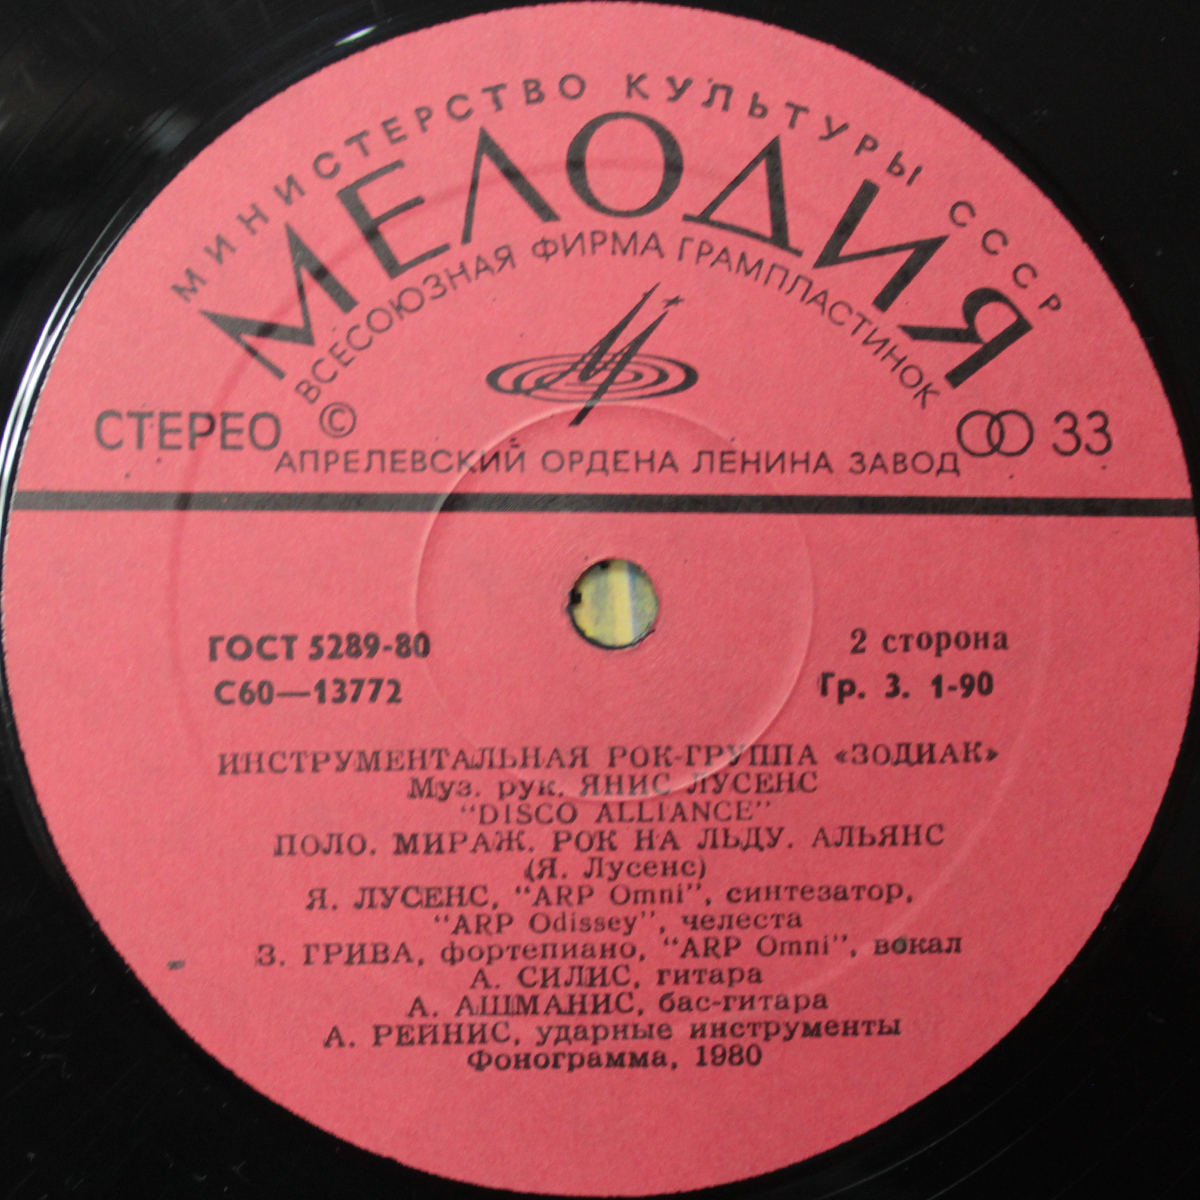 МИНИСТЕРСТВО КУЛЬТУРЫ СССР
МЕЛОДИЯ
ВСЕСОЮЗНАЯ ФИРМА ГРАМПЛАСТИНОК
СТЕРЕО © 33
АПРЕЛЕВСКИЙ ОРДЕНА ЛЕНИНА ЗАВОД
ГОСТ 5289-80 2 сторона
С60—13772 Гр. 3. 1-90
ИНСТРУМЕНТАЛЬНАЯ РОК-ГРУППА «ЗОДИАК»
Муз. рук. ЯНИС ЛУСЕНС
"DISCO ALLIANCE"
ПОЛО. МИРАЖ. РОК НА ЛЬДУ. АЛЬЯНС
(Я. Лусенс)
Я. ЛУСЕНС, "ARP Omni", синтезатор,
"ARP Odissey", челеста
З. ГРИВА, фортепиано, "ARP Omni", вокал
А. СИЛИС, гитара
А. АШМАНИС, бас-гитара
А. РЕЙНИС, ударные инструменты
Фонограмма, 1980